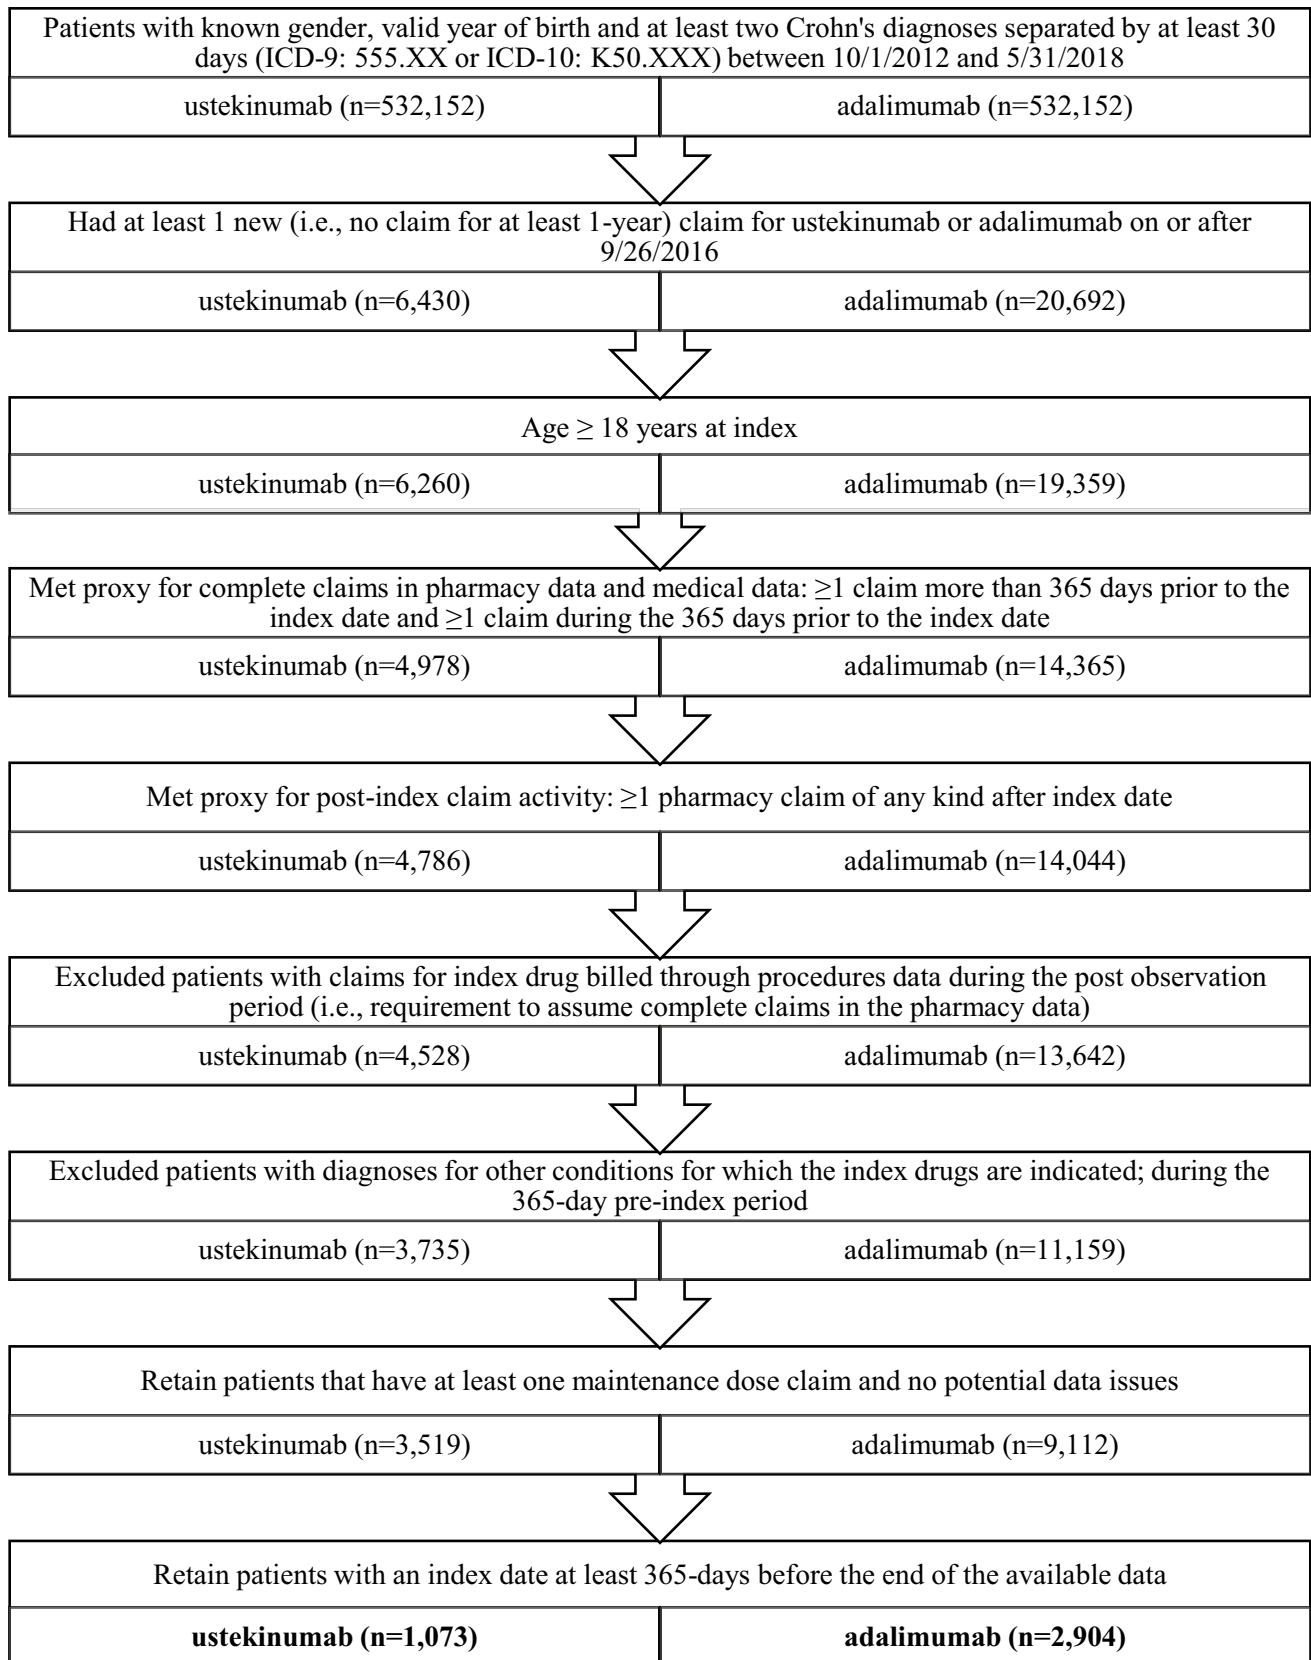 Patients with known gender, valid year of birth and at least two Crohn's diagnoses separated by at least 30
days (ICD-9: 555.XX or ICD-10: K50.XXX) between 10/1/2012 and 5/31/2018
ustekinumab (n=532,152)
adalimumab (n=532,152)
Had at least 1 new (i.e., no claim for at least 1-year) claim for ustekinumab or adalimumab on or after
9/26/2016
ustekinumab (n=6,430)
adalimumab (n=20,692)
Age ≥ 18 years at index
ustekinumab (n=6,260)
adalimumab (n=19,359)
Met proxy for complete claims in pharmacy data and medical data: ≥1 claim more than 365 days prior to the
index date and ≥1 claim during the 365 days prior to the index date
ustekinumab (n=4,978)
adalimumab (n=14,365)
Met proxy for post-index claim activity: ≥1 pharmacy claim of any kind after index date
ustekinumab (n=4,786)
adalimumab (n=14,044)
Excluded patients with claims for index drug billed through procedures data during the post observation
period (i.e., requirement to assume complete claims in the pharmacy data)
ustekinumab (n=4,528)
adalimumab (n=13,642)
Excluded patients with diagnoses for other conditions for which the index drugs are indicated; during the
365-day pre-index period
ustekinumab (n=3,735)
adalimumab (n=11,159)
Retain patients that have at least one maintenance dose claim and no potential data issues
ustekinumab (n=3,519)
adalimumab (n=9,112)
Retain patients with an index date at least 365-days before the end of the available data
ustekinumab (n=1,073)
adalimumab (n=2,904)